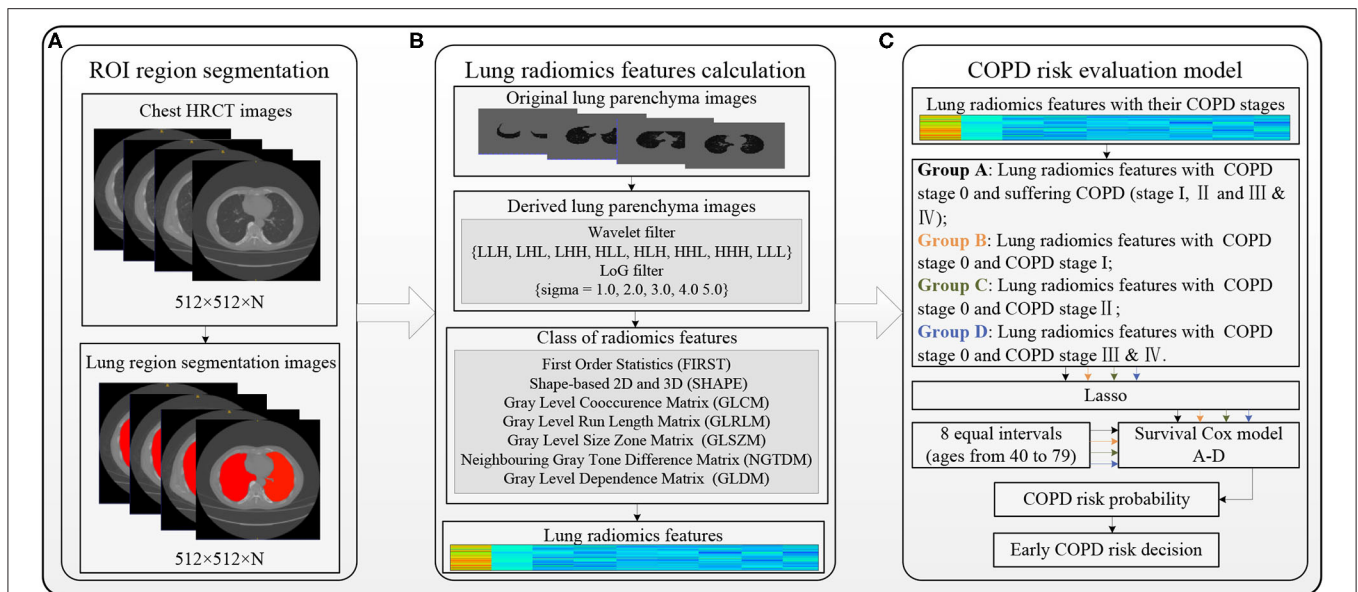 A
ROI region segmentation
Chest HRCT images
512×512×N
Lung region segmentation images
512×512×N
B
Lung radiomics features calculation
Original lung parenchyma images
Derived lung parenchyma images
Wavelet filter
{LLH, LHL, LHH, HLL, HLH, HHL, HHH, LLL}
LoG filter
{sigma = 1.0, 2.0, 3.0, 4.0 5.0}
Class of radiomics features
First Order Statistics (FIRST)
Shape-based 2D and 3D (SHAPE)
Gray Level Cooccurence Matrix (GLCM)
Gray Level Run Length Matrix (GLRLM)
Gray Level Size Zone Matrix (GLSZM)
Neighbouring Gray Tone Difference Matrix (NGTDM)
Gray Level Dependence Matrix (GLDM)
Lung radiomics features
C
COPD risk evaluation model
Lung radiomics features with their COPD stages
Group A: Lung radiomics features with COPD
stage 0 and suffering COPD (stage I, Ⅱ and Ⅲ &
Ⅳ);
Group B: Lung radiomics features with COPD
stage 0 and COPD stage I;
Group C: Lung radiomics features with COPD
stage 0 and COPD stage Ⅱ;
Group D: Lung radiomics features with COPD
stage 0 and COPD stage Ⅲ & Ⅳ.
Lasso
8 equal intervals
(ages from 40 to 79)
Survival Cox model
A-D
COPD risk probability
Early COPD risk decision